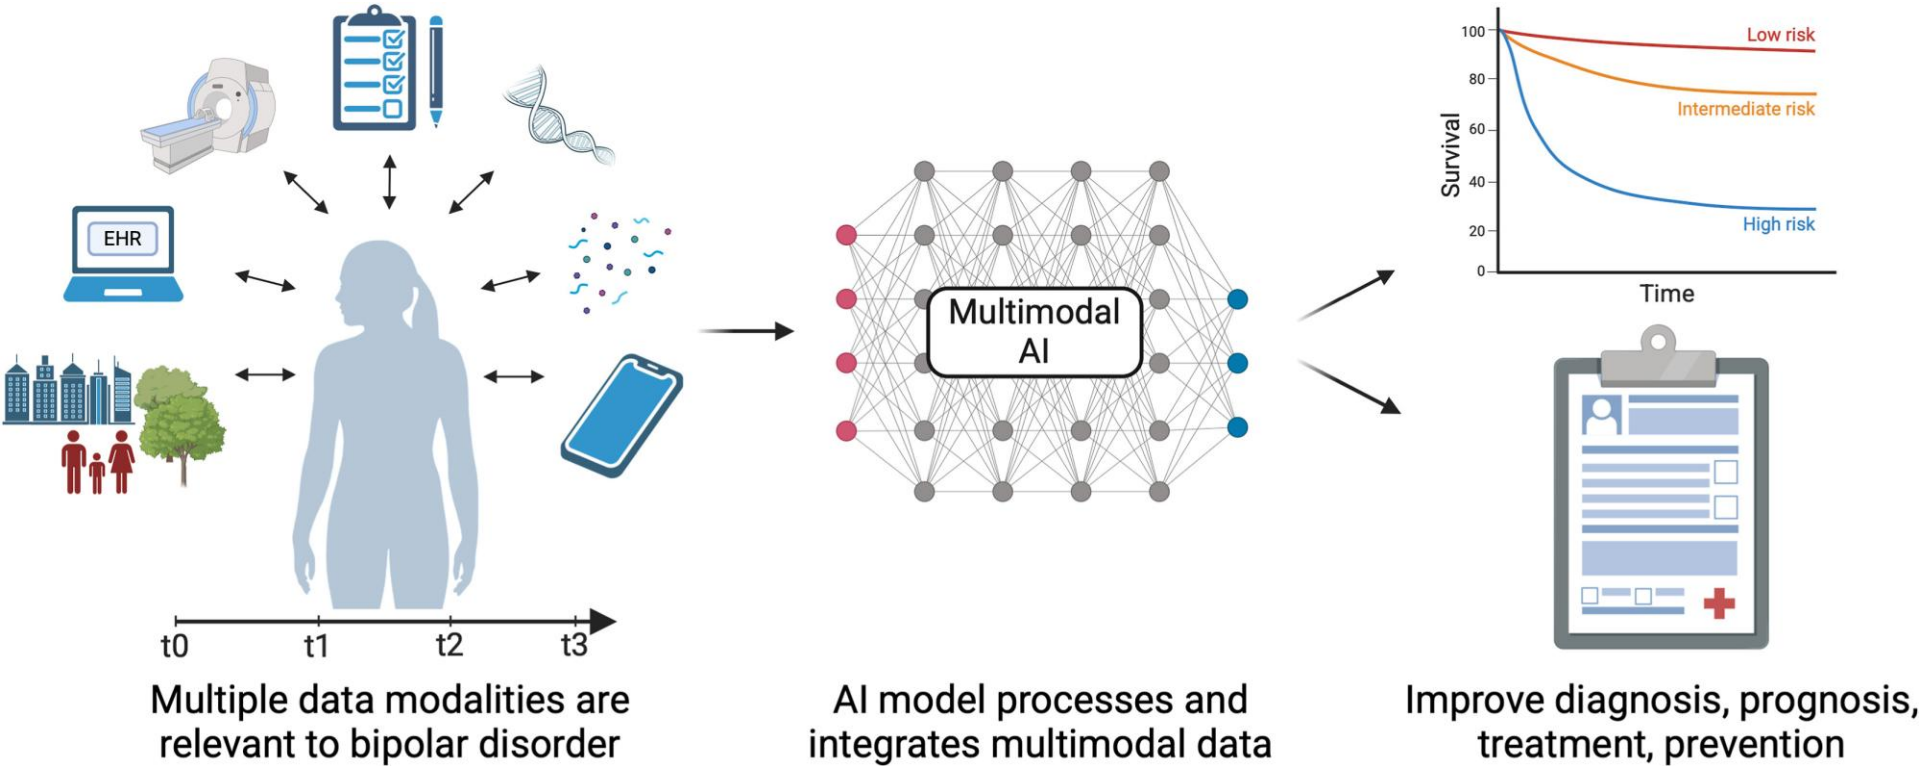 EHR
t0
t1
t2
t3
Multiple data modalities are
relevant to bipolar disorder
Multimodal
AI
AI model processes and
integrates multimodal data
Survival
100
80
60
40
20
0
Low risk
Intermediate risk
High risk
Time
Improve diagnosis, prognosis,
treatment, prevention